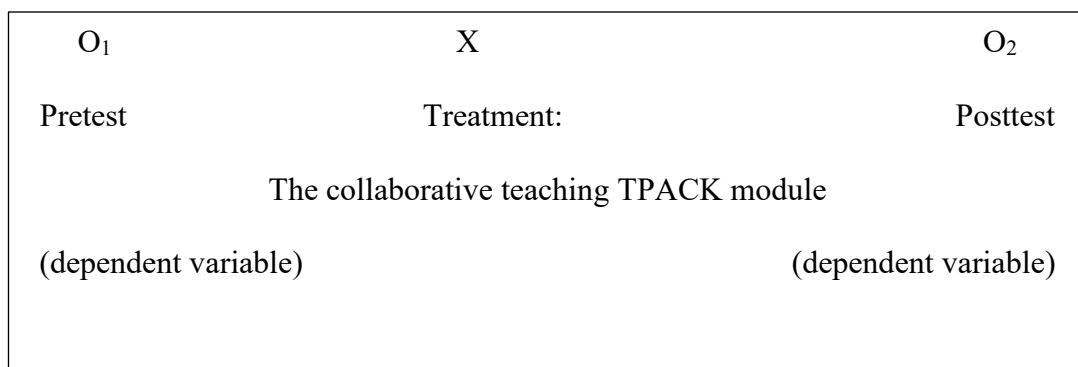 O₁ X O₂
Pretest Treatment: Posttest
The collaborative teaching TPACK module
(dependent variable) (dependent variable)